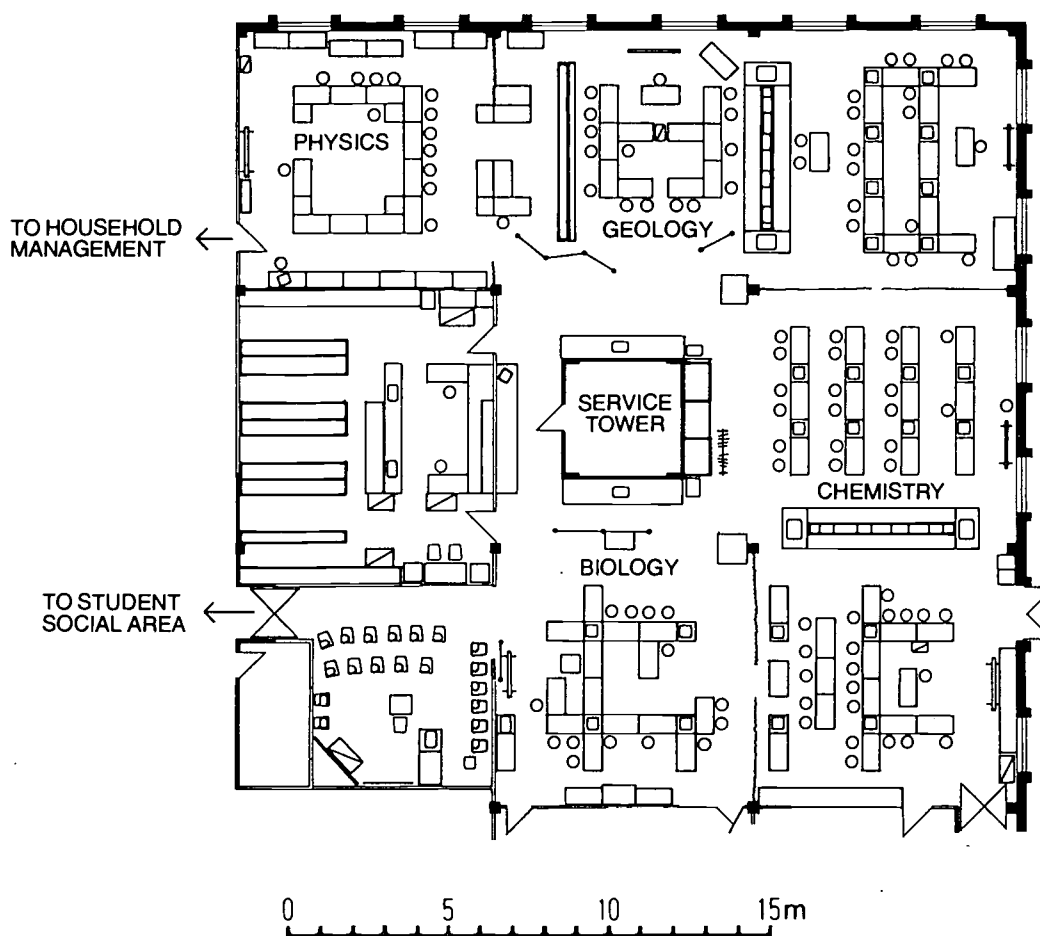 PHYSICS
GEOLOGY
TO HOUSEHOLD
MANAGEMENT
SERVICE
TOWER
CHEMISTRY
BIOLOGY
TO STUDENT
SOCIAL AREA
0 5 10 15m